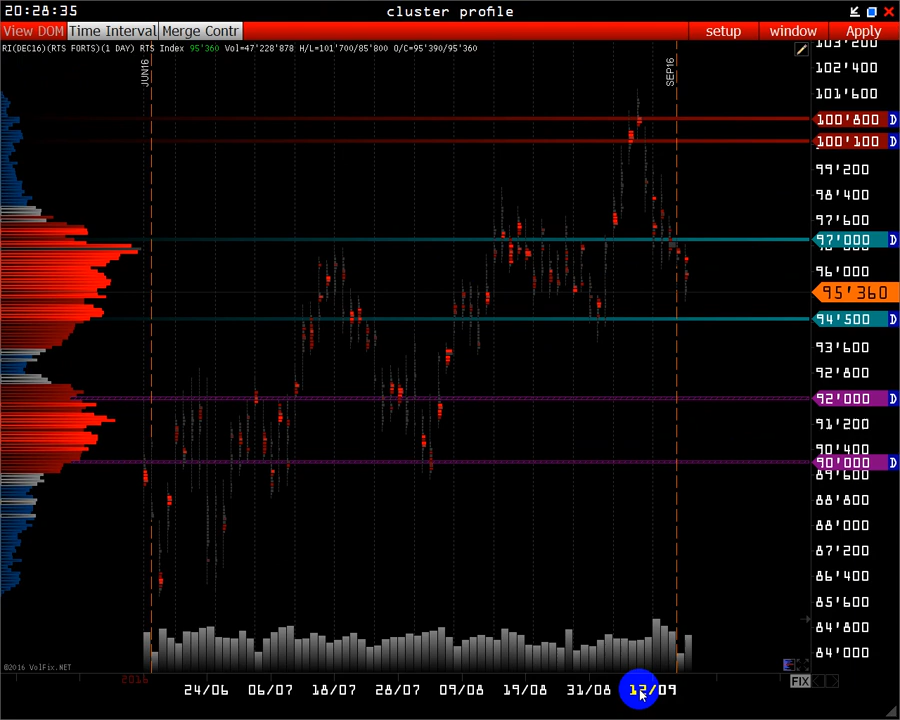 20:28:35 cluster profile
View DOM Time Interval Merge Contr setup window Apply
RI(DEC16)(RTS FORTS)(1 DAY) RTS Index 95'360 Vol=47'228'878 H/L=101'700/85'800 O/C=95'390/95'360
JUN16
SEP16
103'200
102'400
101'600
100'800 D
100'100 D
99'200
98'400
97'600
97'000 D
96'000
95'360
94'500 D
93'600
92'800
92'000 D
91'200
90'400
90'000 D
89'600
88'800
88'000
87'200
86'400
85'600
84'800
84'000
©2016 VolFix.NET
2016
FIX
24/06 06/07 18/07 28/07 09/08 19/08 31/08 12/09